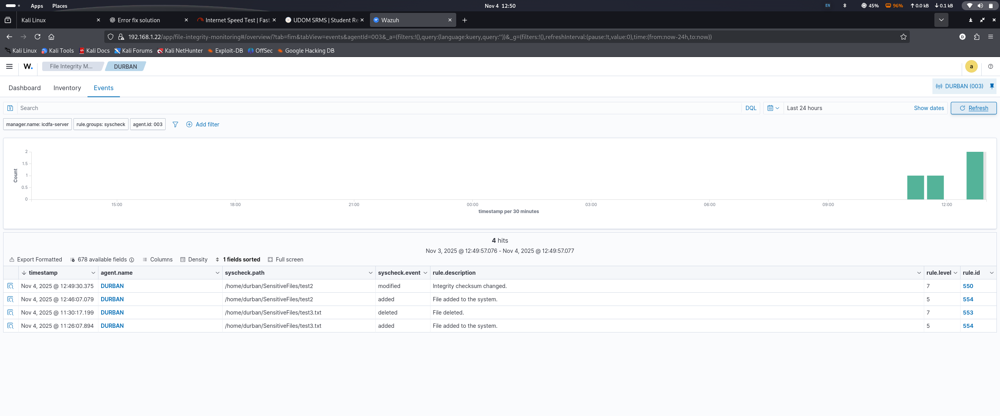 Apps Places Nov 4 12:50 EN 45% 96% 0.0 kB 0.1 kB
Kali Linux Error fix solution Internet Speed Test | Fast UDOM SRMS | Student Re Wazuh
192.168.1.22/app/file-integrity-monitoring#/overview/?tab=fim&tabView=events&agentId=003&_a=(filters:!(),query:(language:kuery,query:''))&_g=(filters:!(),refreshInterval:(pause:!t,value:0),time:(from:now-24h,to:now)) D
Kali Linux Kali Tools Kali Docs Kali Forums Kali NetHunter Exploit-DB OffSec Google Hacking DB
W. File Integrity M... DURBAN a
Dashboard Inventory Events DURBAN (003)
Search DQL Last 24 hours Show dates Refresh
manager.name: icdfa-server rule.groups: syscheck agent.id: 003 Add filter
2
1.5
1
0.5
0
Count
15:00 18:00 21:00 00:00 03:00 06:00 09:00 12:00
timestamp per 30 minutes
4 hits
Nov 3, 2025 @ 12:49:57.076 - Nov 4, 2025 @ 12:49:57.077
Export Formatted 678 available fields Columns Density 1 fields sorted Full screen
timestamp agent.name syscheck.path syscheck.event rule.description rule.level rule.id
Nov 4, 2025 @ 12:49:30.375 DURBAN /home/durban/SensitiveFiles/test2 modified Integrity checksum changed. 7 550
Nov 4, 2025 @ 12:46:07.079 DURBAN /home/durban/SensitiveFiles/test2 added File added to the system. 5 554
Nov 4, 2025 @ 11:30:17.199 DURBAN /home/durban/SensitiveFiles/test3.txt deleted File deleted. 7 553
Nov 4, 2025 @ 11:26:07.894 DURBAN /home/durban/SensitiveFiles/test3.txt added File added to the system. 5 554